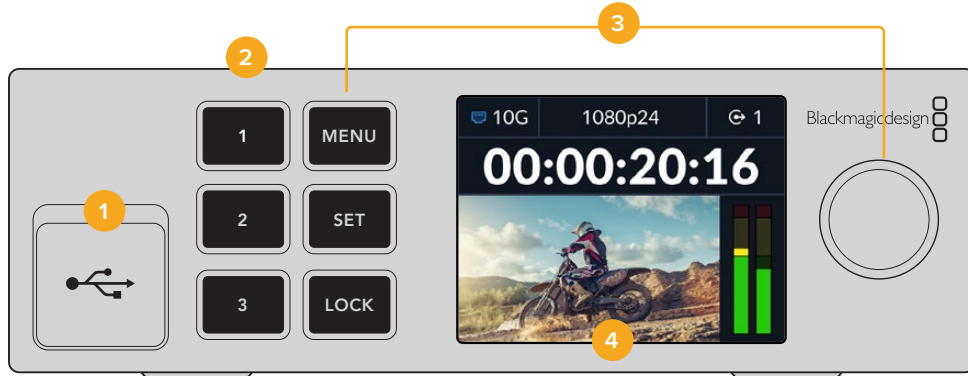 3
2
10G 1080p24 1
Blackmagicdesign
1 MENU
00:00:20:16
1
2 SET
3 LOCK
4